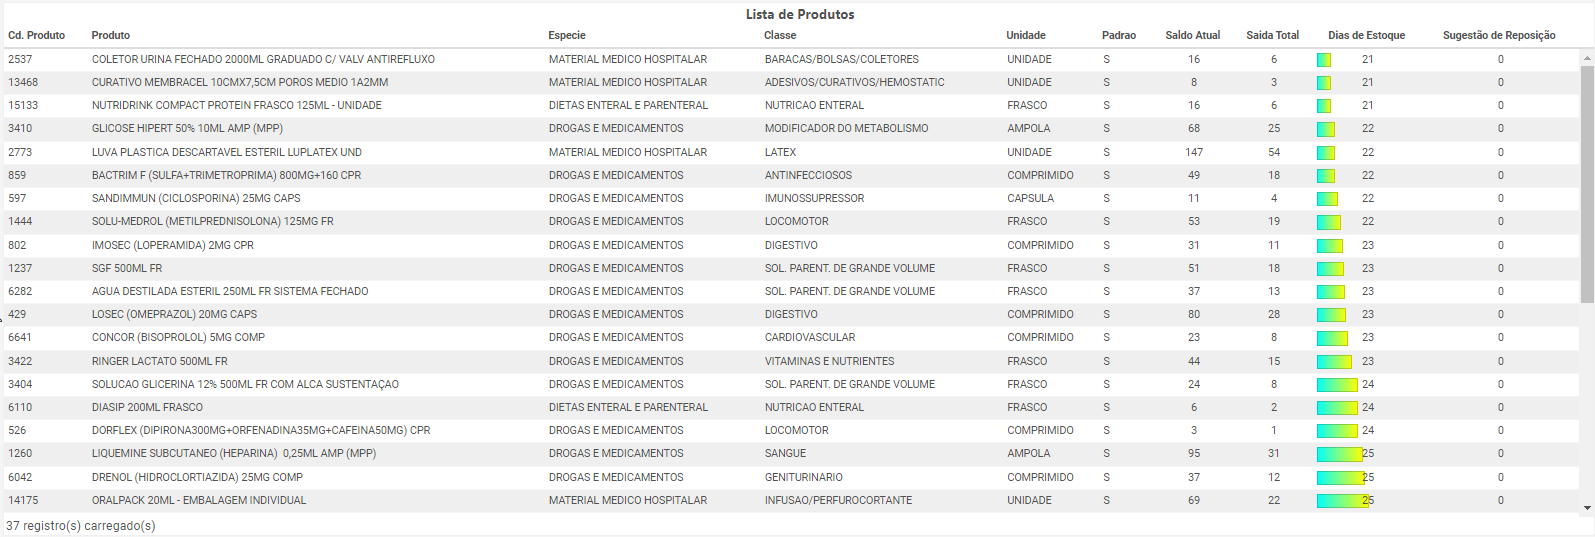 Lista de Produtos
Cd. Produto Produto Especie Classe Unidade Padrao Saldo Atual Saida Total Dias de Estoque Sugestão de Reposição
2537 COLETOR URINA FECHADO 2000ML GRADUADO C/ VALV ANTIREFLUXO MATERIAL MEDICO HOSPITALAR BARACAS/BOLSAS/COLETORES UNIDADE S 16 6 21 0
13468 CURATIVO MEMBRACEL 10CMX7,5CM POROS MEDIO 1A2MM MATERIAL MEDICO HOSPITALAR ADESIVOS/CURATIVOS/HEMOSTATIC UNIDADE S 8 3 21 0
15133 NUTRIDRINK COMPACT PROTEIN FRASCO 125ML - UNIDADE DIETAS ENTERAL E PARENTERAL NUTRICAO ENTERAL FRASCO S 16 6 21 0
3410 GLICOSE HIPERT 50% 10ML AMP (MPP) DROGAS E MEDICAMENTOS MODIFICADOR DO METABOLISMO AMPOLA S 68 25 22 0
2773 LUVA PLASTICA DESCARTAVEL ESTERIL LUPLATEX UND MATERIAL MEDICO HOSPITALAR LATEX UNIDADE S 147 54 22 0
859 BACTRIM F (SULFA+TRIMETROPRIMA) 800MG+160 CPR DROGAS E MEDICAMENTOS ANTINFECCIOSOS COMPRIMIDO S 49 18 22 0
597 SANDIMMUN (CICLOSPORINA) 25MG CAPS DROGAS E MEDICAMENTOS IMUNOSSUPRESSOR CAPSULA S 11 4 22 0
1444 SOLU-MEDROL (METILPREDNISOLONA) 125MG FR DROGAS E MEDICAMENTOS LOCOMOTOR FRASCO S 53 19 22 0
802 IMOSEC (LOPERAMIDA) 2MG CPR DROGAS E MEDICAMENTOS DIGESTIVO COMPRIMIDO S 31 11 23 0
1237 SGF 500ML FR DROGAS E MEDICAMENTOS SOL. PARENT. DE GRANDE VOLUME FRASCO S 51 18 23 0
6282 AGUA DESTILADA ESTERIL 250ML FR SISTEMA FECHADO DROGAS E MEDICAMENTOS SOL. PARENT. DE GRANDE VOLUME FRASCO S 37 13 23 0
429 LOSEC (OMEPRAZOL) 20MG CAPS DROGAS E MEDICAMENTOS DIGESTIVO COMPRIMIDO S 80 28 23 0
6641 CONCOR (BISOPROLOL) 5MG COMP DROGAS E MEDICAMENTOS CARDIOVASCULAR COMPRIMIDO S 23 8 23 0
3422 RINGER LACTATO 500ML FR DROGAS E MEDICAMENTOS VITAMINAS E NUTRIENTES FRASCO S 44 15 23 0
3404 SOLUCAO GLICERINA 12% 500ML FR COM ALCA SUSTENTAÇAO DROGAS E MEDICAMENTOS SOL. PARENT. DE GRANDE VOLUME FRASCO S 24 8 24 0
6110 DIASIP 200ML FRASCO DIETAS ENTERAL E PARENTERAL NUTRICAO ENTERAL FRASCO S 6 2 24 0
526 DORFLEX (DIPIRONA300MG+ORFENADINA35MG+CAFEINA50MG) CPR DROGAS E MEDICAMENTOS LOCOMOTOR COMPRIMIDO S 3 1 24 0
1260 LIQUEMINE SUBCUTANEO (HEPARINA) 0,25ML AMP (MPP) DROGAS E MEDICAMENTOS SANGUE AMPOLA S 95 31 25 0
6042 DRENOL (HIDROCLORTIAZIDA) 25MG COMP DROGAS E MEDICAMENTOS GENITURINARIO COMPRIMIDO S 37 12 25 0
14175 ORALPACK 20ML - EMBALAGEM INDIVIDUAL MATERIAL MEDICO HOSPITALAR INFUSAO/PERFUROCORTANTE UNIDADE S 69 22 25 0
37 registro(s) carregado(s)